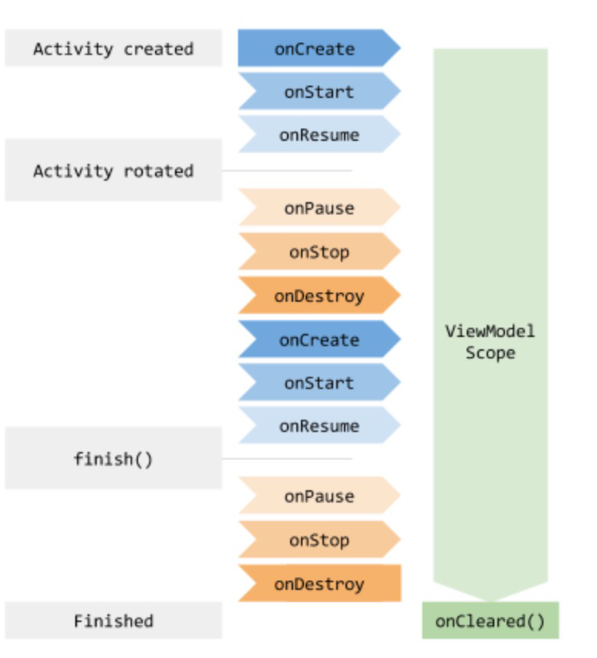 Activity created
onCreate
onStart
onResume
Activity rotated
onPause
onStop
onDestroy
onCreate
onStart
onResume
finish()
onPause
onStop
onDestroy
Finished
ViewModel
Scope
onCleared()